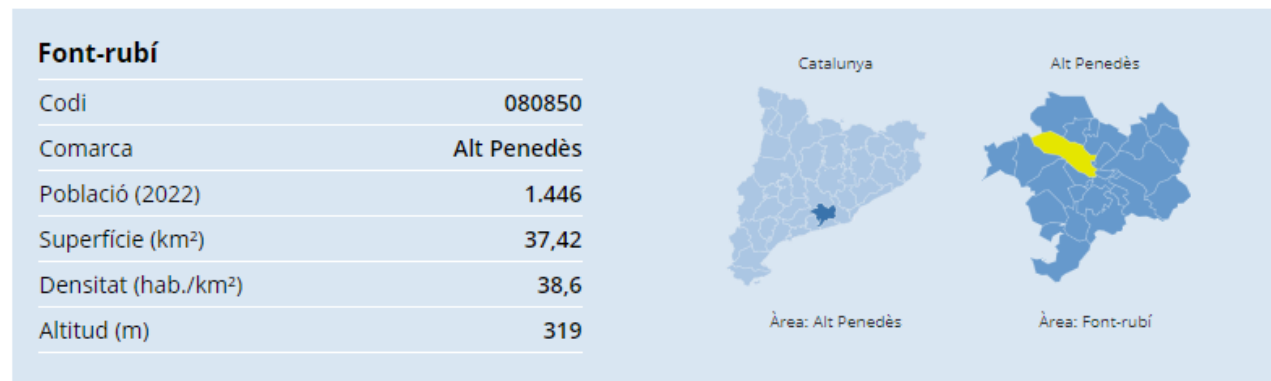 Font-rubí
Codi 080850
Comarca Alt Penedès
Població (2022) 1.446
Superfície (km²) 37,42
Densitat (hab./km²) 38,6
Altitud (m) 319
Catalunya Alt Penedès
Àrea: Alt Penedès Àrea: Font-rubí